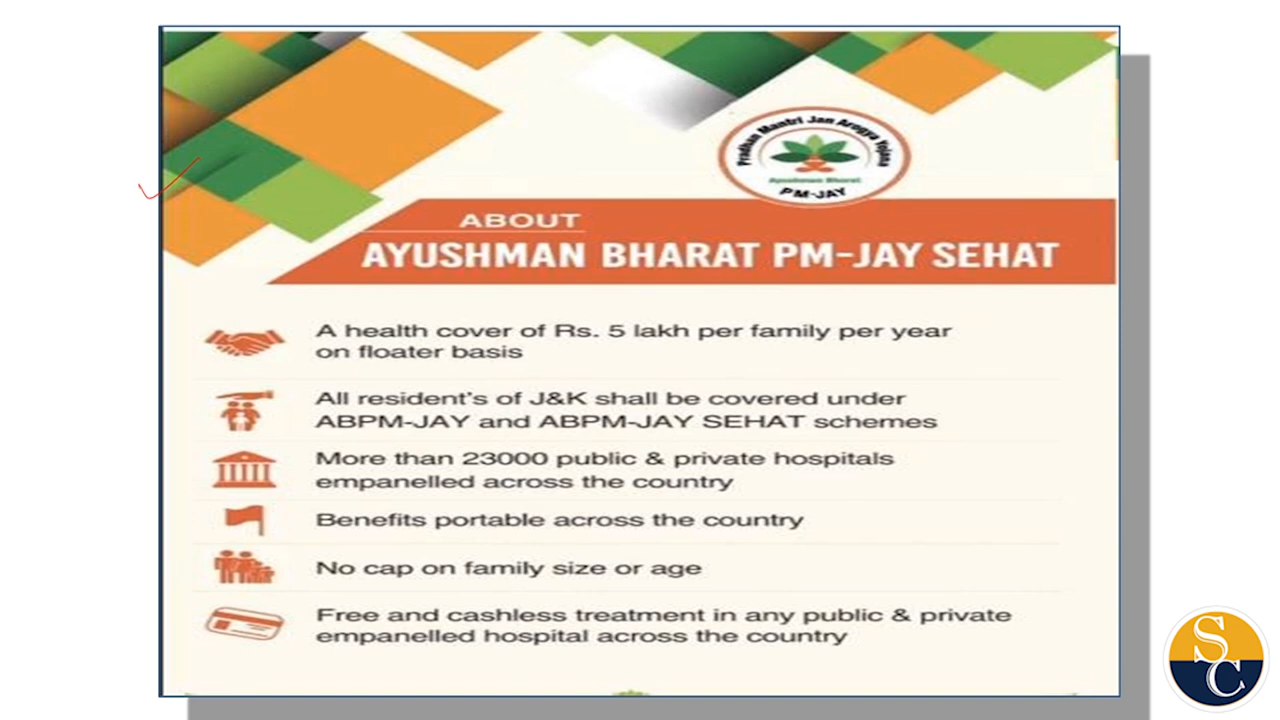 Pradhan Mantri Jan Arogya Yojana
Ayushman Bharat
PM-JAY
ABOUT
AYUSHMAN BHARAT PM-JAY SEHAT
A health cover of Rs. 5 lakh per family per year
on floater basis
All resident's of J&K shall be covered under
ABPM-JAY and ABPM-JAY SEHAT schemes
More than 23000 public & private hospitals
empanelled across the country
Benefits portable across the country
No cap on family size or age
Free and cashless treatment in any public & private
empanelled hospital across the country
SC